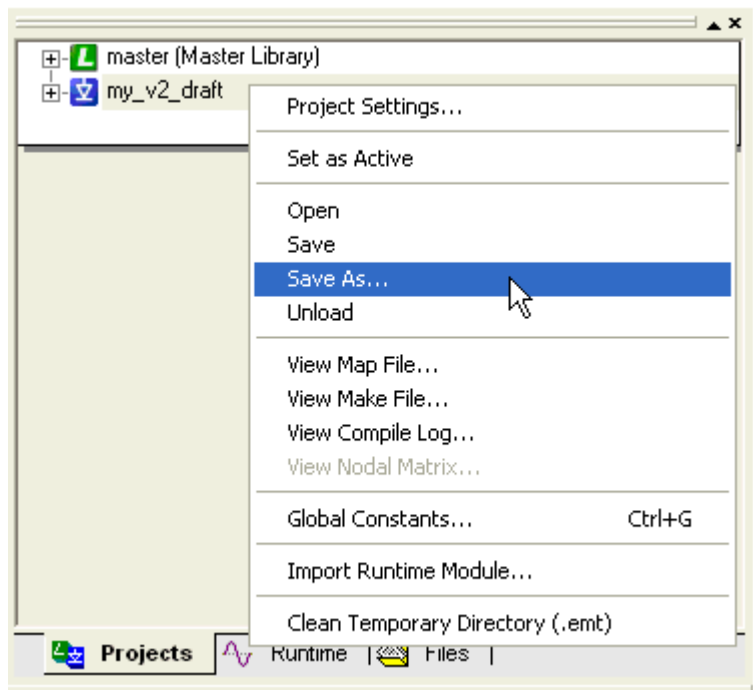 master (Master Library)
my_v2_draft
Project Settings...
Set as Active
Open
Save
Save As...
Unload
View Map File...
View Make File...
View Compile Log...
View Nodal Matrix...
Global Constants... Ctrl+G
Import Runtime Module...
Clean Temporary Directory (.emt)
Projects Runtime Files